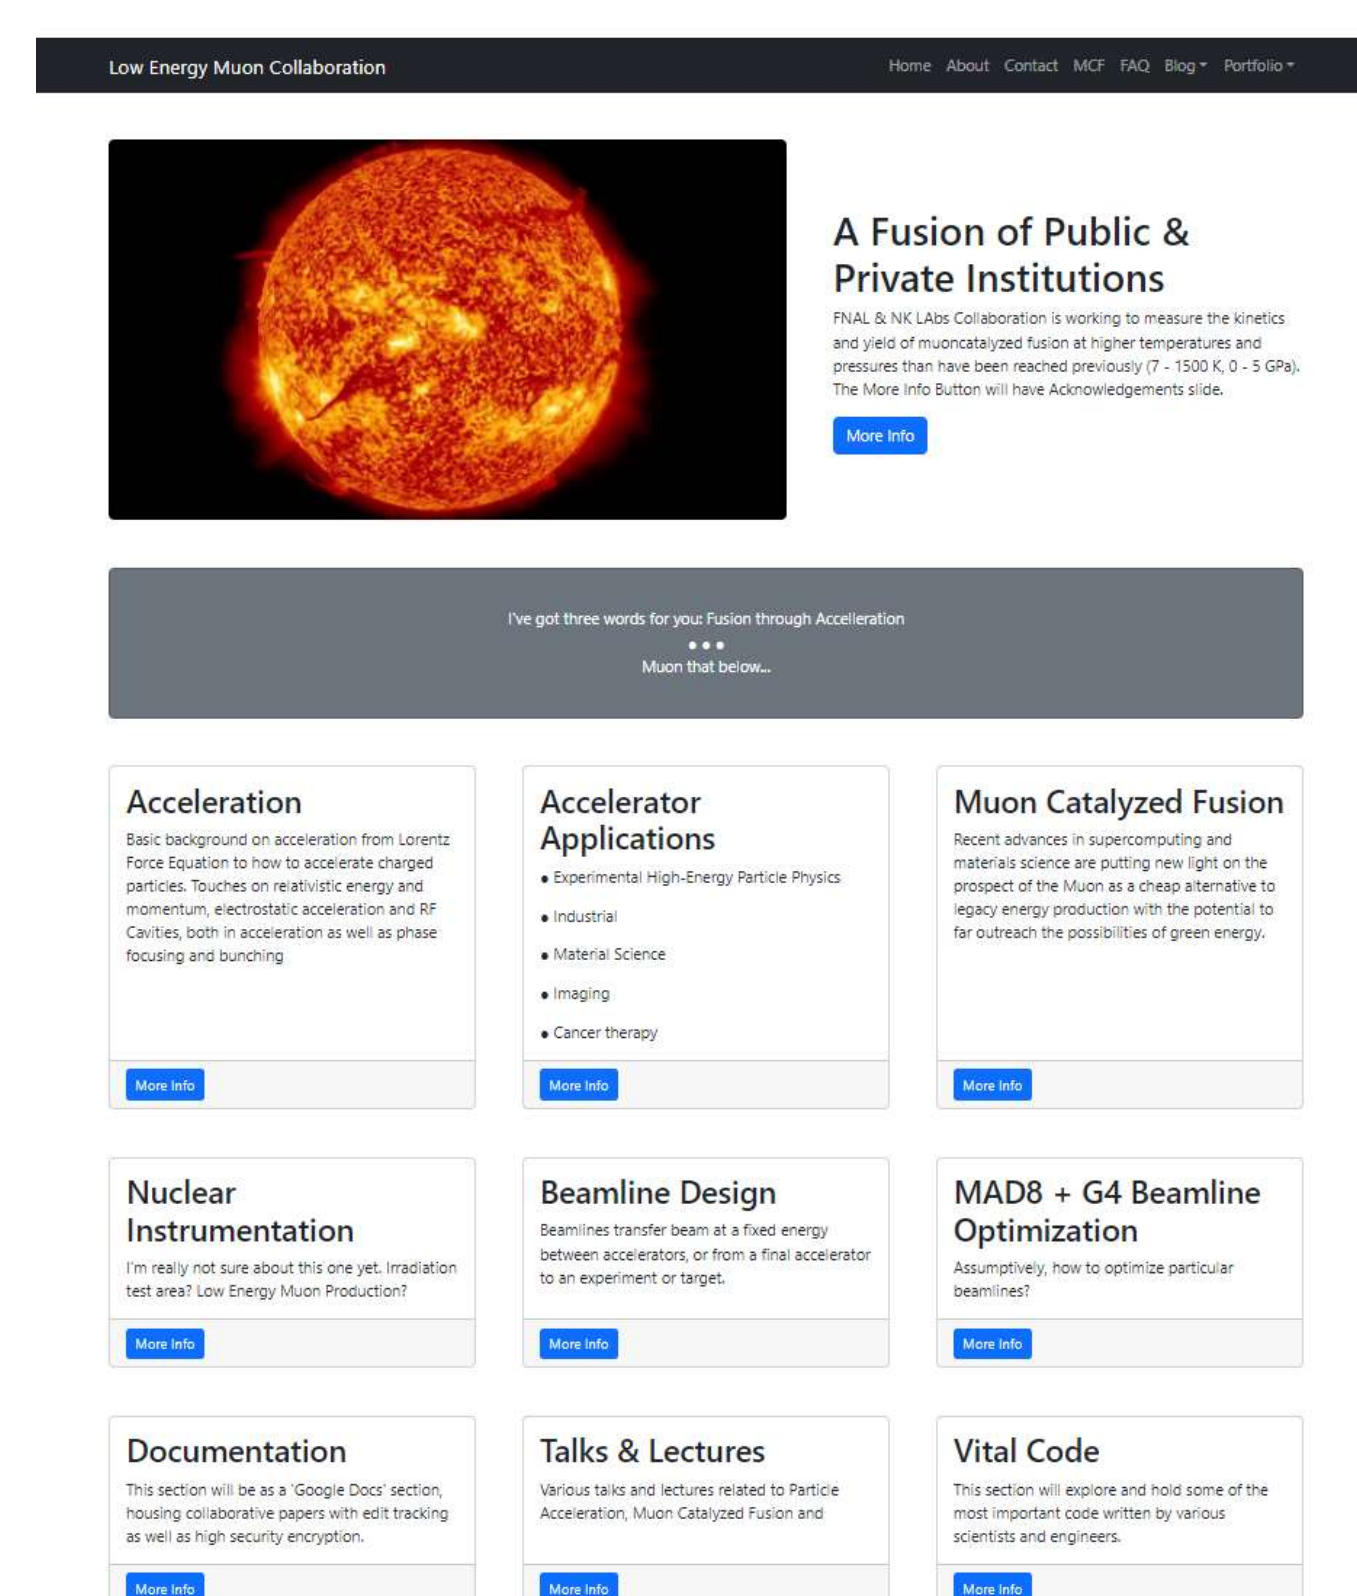 Low Energy Muon Collaboration
Home About Contact MCF FAQ Blog Portfolio
A Fusion of Public &
Private Institutions
FNAL & NK LAbs Collaboration is working to measure the kinetics
and yield of muoncatalyzed fusion at higher temperatures and
pressures than have been reached previously (7 - 1500 K, 0 - 5 GPa).
The More Info Button will have Acknowledgements slide.
More Info
I've got three words for you: Fusion through Accelleration
● ● ●
Muon that below...
Acceleration
Basic background on acceleration from Lorentz
Force Equation to how to accelerate charged
particles. Touches on relativistic energy and
momentum, electrostatic acceleration and RF
Cavities, both in acceleration as well as phase
focusing and bunching
More Info
Accelerator
Applications
● Experimental High-Energy Particle Physics
● Industrial
● Material Science
● Imaging
● Cancer therapy
More Info
Muon Catalyzed Fusion
Recent advances in supercomputing and
materials science are putting new light on the
prospect of the Muon as a cheap alternative to
legacy energy production with the potential to
far outreach the possibilities of green energy.
More Info
Nuclear
Instrumentation
I'm really not sure about this one yet. Irradiation
test area? Low Energy Muon Production?
More Info
Beamline Design
Beamlines transfer beam at a fixed energy
between accelerators, or from a final accelerator
to an experiment or target.
More Info
MAD8 + G4 Beamline
Optimization
Assumptively, how to optimize particular
beamlines?
More Info
Documentation
This section will be as a 'Google Docs' section,
housing collaborative papers with edit tracking
as well as high security encryption.
More Info
Talks & Lectures
Various talks and lectures related to Particle
Acceleration, Muon Catalyzed Fusion and
More Info
Vital Code
This section will explore and hold some of the
most important code written by various
scientists and engineers.
More Info